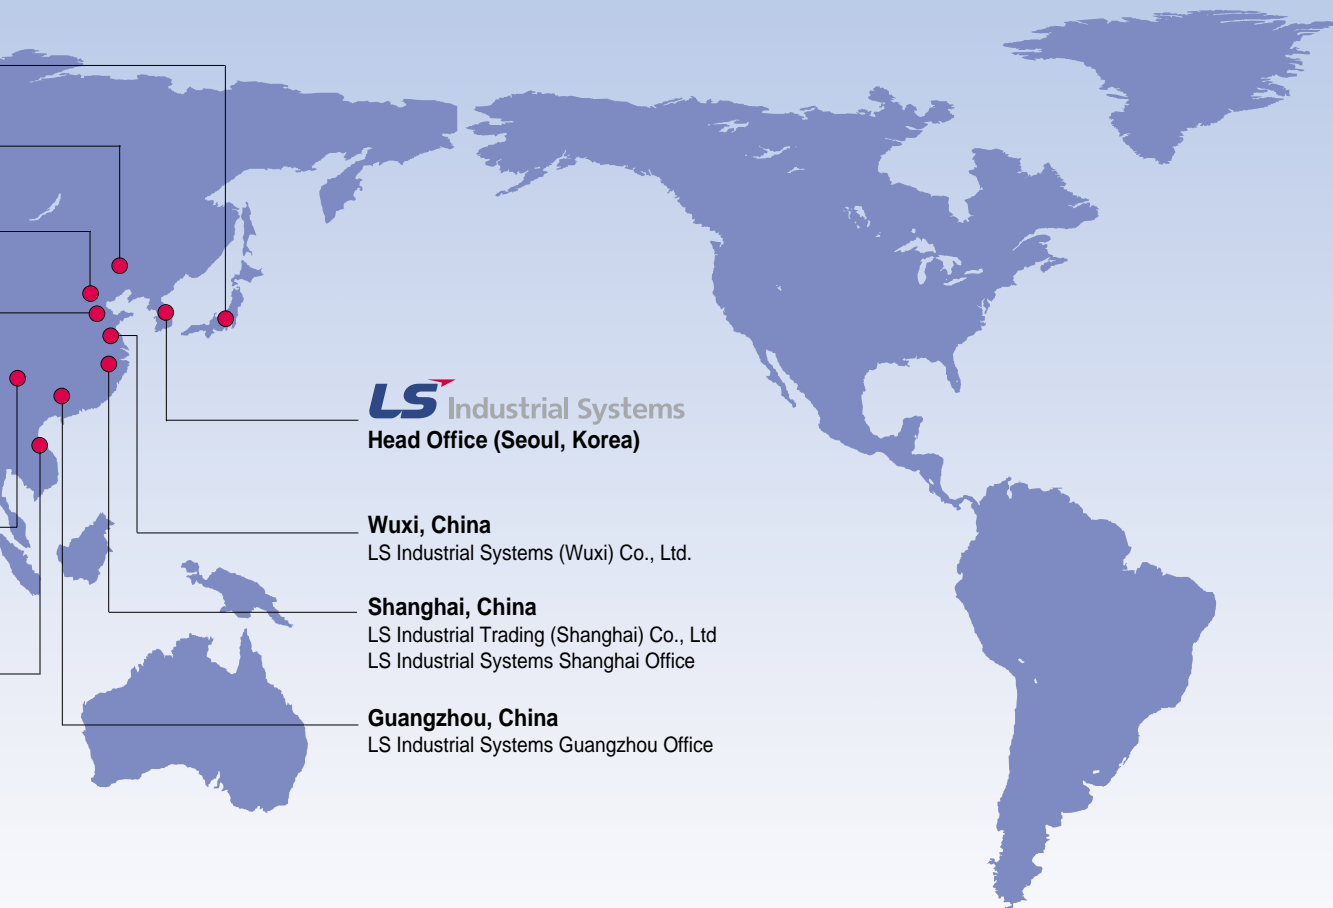 LS Industrial Systems
Head Office (Seoul, Korea)
Wuxi, China
LS Industrial Systems (Wuxi) Co., Ltd.
Shanghai, China
LS Industrial Trading (Shanghai) Co., Ltd
LS Industrial Systems Shanghai Office
Guangzhou, China
LS Industrial Systems Guangzhou Office